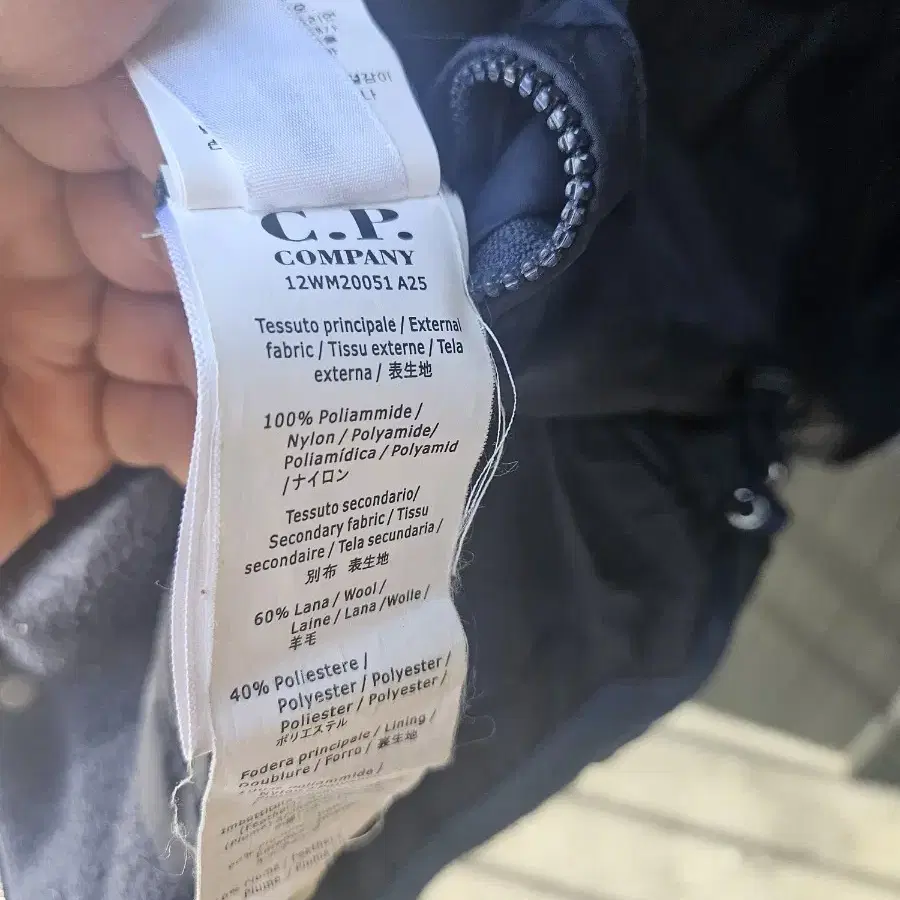 C.P.
COMPANY
12WM20051 A25
Tessuto principale / External
fabric / Tissu externe / Tela
externa / 表生地
100% Poliammide /
Nylon / Polyamide/
Poliamídica / Polyamid
/ナイロン
Tessuto secondario/
Secondary fabric / Tissu
secondaire / Tela secundaria /
別布 表生地
60% Lana / Wool /
Laine / Lana /Wolle /
羊毛
40% Poliestere /
Polyester / Polyester /
Poliester / Polyester /
ポリエステル
Fodera principale / Lining /
Doublure / Forro / 裏生地